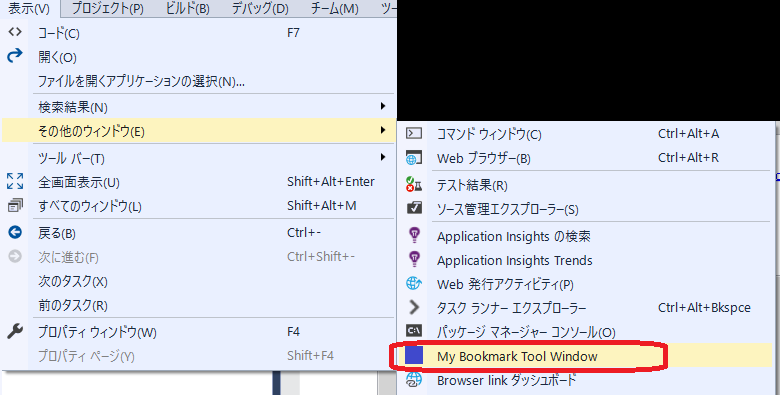 表示(V) プロジェクト(P) ビルド(B) デバッグ(D) チーム(M)
コード(C) F7
開く(O)
ファイルを開くアプリケーションの選択(N)...
検索結果(N)
その他のウィンドウ(E)
ツール バー(T)
全画面表示(U) Shift+Alt+Enter
すべてのウィンドウ(L) Shift+Alt+M
戻る(B) Ctrl+-
次に進む(F) Ctrl+Shift+-
次のタスク(X)
前のタスク(R)
プロパティ ウィンドウ(W) F4
プロパティ ページ(Y) Shift+F4
コマンド ウィンドウ(C) Ctrl+Alt+A
Web ブラウザー(B) Ctrl+Alt+R
テスト結果(R)
ソース管理エクスプローラー(S)
Application Insights の検索
Application Insights Trends
Web 発行アクティビティ(P)
タスク ランナー エクスプローラー Ctrl+Alt+Bkspce
パッケージ マネージャー コンソール(O)
My Bookmark Tool Window
Browser link ダッシュボード